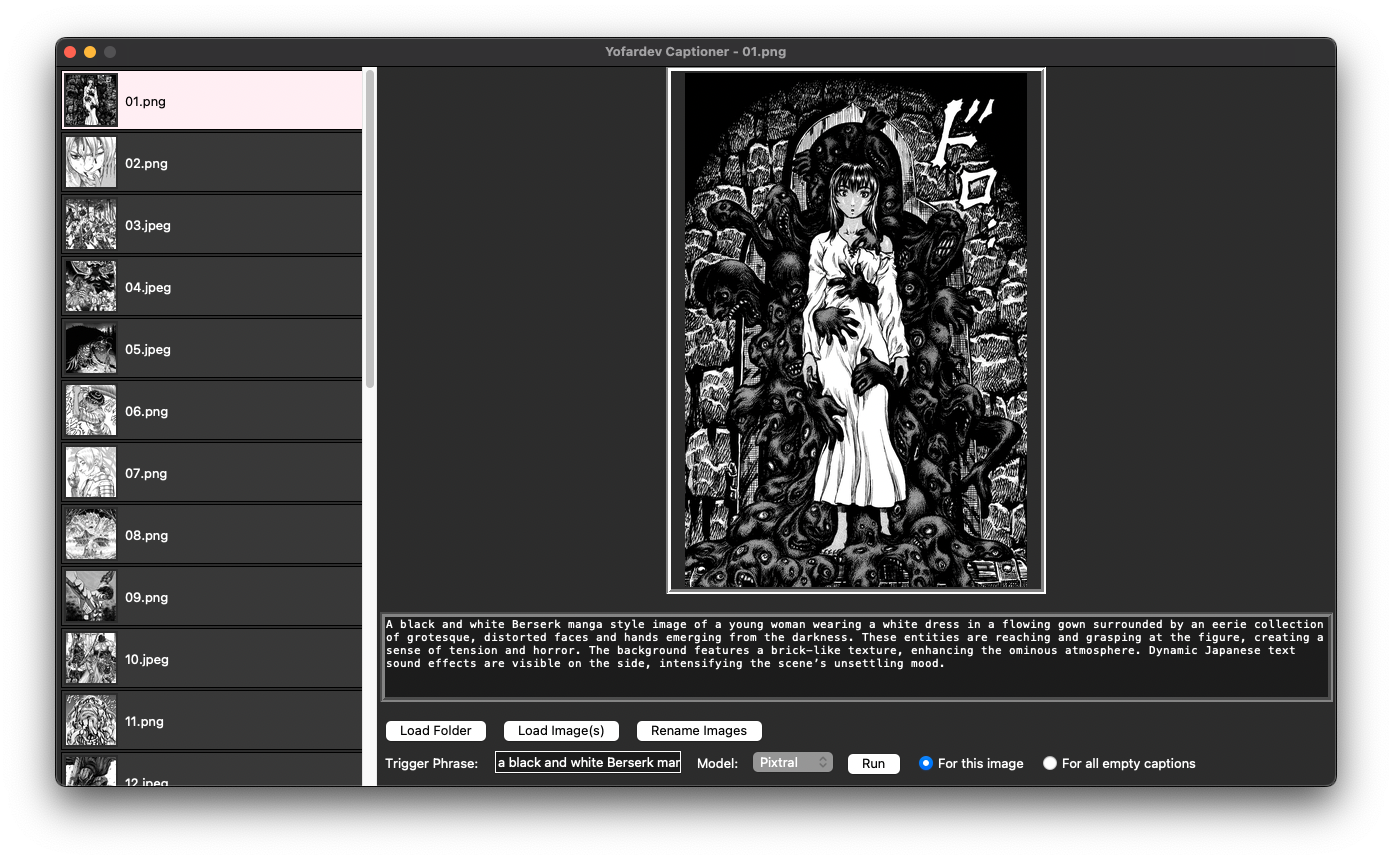 Yofardev Captioner - 01.png
01.png
02.png
03.jpeg
04.jpeg
05.jpeg
06.png
07.png
08.png
09.png
10.jpeg
11.png
12.jpeg
ドロ
A black and white Berserk manga style image of a young woman wearing a white dress in a flowing gown surrounded by an eerie collection
of grotesque, distorted faces and hands emerging from the darkness. These entities are reaching and grasping at the figure, creating a
sense of tension and horror. The background features a brick-like texture, enhancing the ominous atmosphere. Dynamic Japanese text
sound effects are visible on the side, intensifying the scene’s unsettling mood.
Load Folder Load Image(s) Rename Images
Trigger Phrase: a black and white Berserk mar Model: Pixtral Run For this image For all empty captions